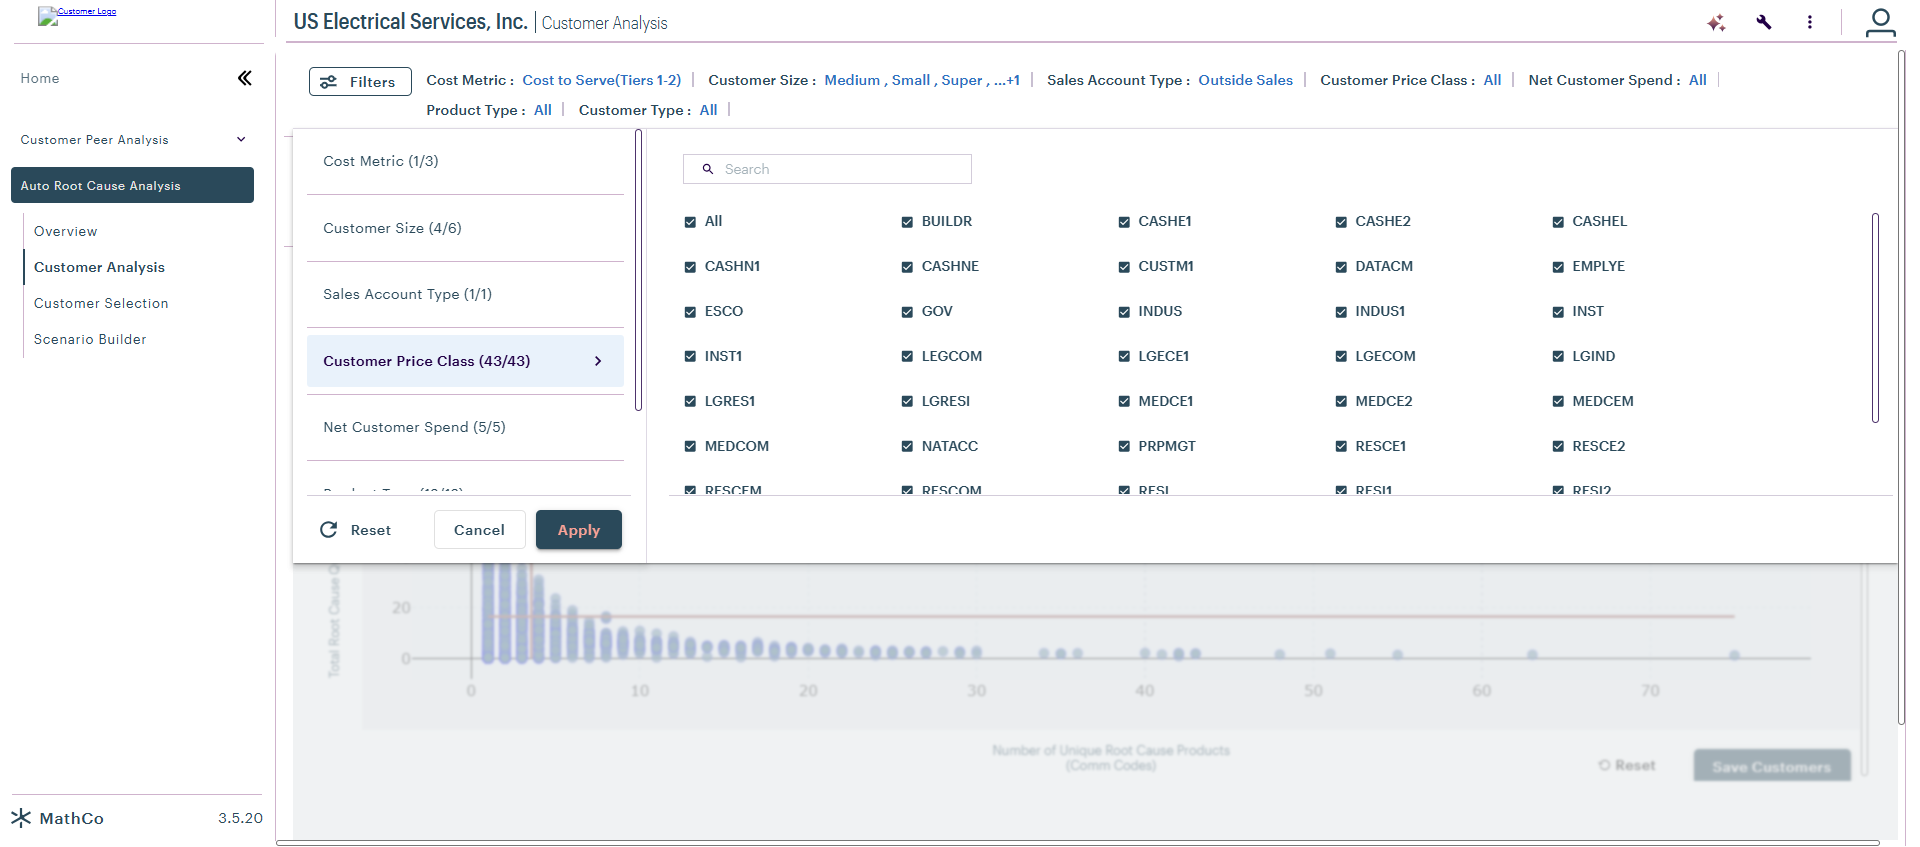 Customer Logo
US Electrical Services, Inc. | Customer Analysis
Home
Customer Peer Analysis
Auto Root Cause Analysis
Overview
Customer Analysis
Customer Selection
Scenario Builder
MathCo 3.5.20
Filters
Cost Metric : Cost to Serve(Tiers 1-2) | Customer Size : Medium , Small , Super , ...+1 | Sales Account Type : Outside Sales | Customer Price Class : All | Net Customer Spend : All |
Product Type : All | Customer Type : All |
Cost Metric (1/3)
Customer Size (4/6)
Sales Account Type (1/1)
Customer Price Class (43/43)
Net Customer Spend (5/5)
Reset Cancel Apply
Search
All BUILDR CASHE1 CASHE2 CASHEL
CASHN1 CASHNE CUSTM1 DATACM EMPLYE
ESCO GOV INDUS INDUS1 INST
INST1 LEGCOM LGECE1 LGECOM LGIND
LGRES1 LGRESI MEDCE1 MEDCE2 MEDCEM
MEDCOM NATACC PRPMGT RESCE1 RESCE2
RESCEM RESCOM RESI RESI1 RESI2
Total Root Cause
20
0
0 10 20 30 40 50 60 70
Number of Unique Root Cause Products
(Comm Codes)
Reset Save Customers